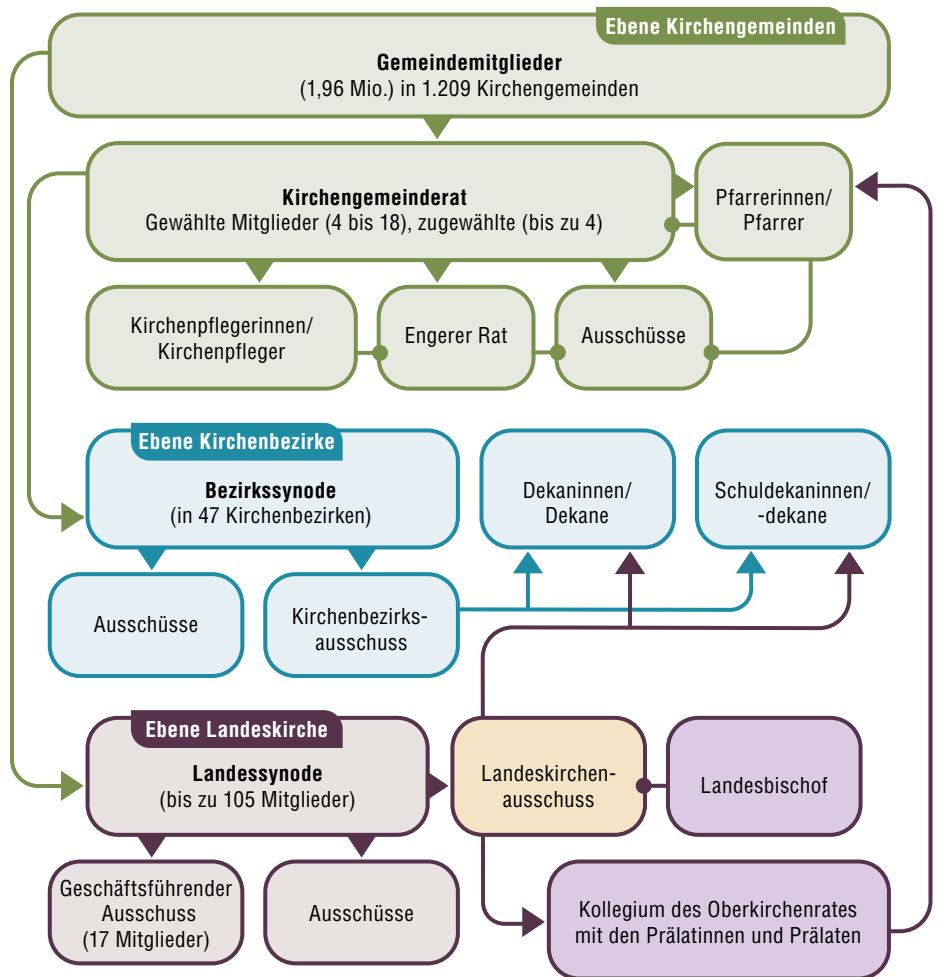 Ebene Kirchengemeinden
Gemeindemitglieder
(1,96 Mio.) in 1.209 Kirchengemeinden
Kirchengemeinderat
Gewählte Mitglieder (4 bis 18), zugewählte (bis zu 4)
Pfarrerinnen/
Pfarrer
Kirchenpflegerinnen/
Kirchenpfleger
Engerer Rat
Ausschüsse
Ebene Kirchenbezirke
Bezirkssynode
(in 47 Kirchenbezirken)
Dekaninnen/
Dekane
Schuldekaninnen/
-dekane
Ausschüsse
Kirchenbezirks-
ausschuss
Ebene Landeskirche
Landessynode
(bis zu 105 Mitglieder)
Landeskirchen-
ausschuss
Landesbischof
Geschäftsführender
Ausschuss
(17 Mitglieder)
Ausschüsse
Kollegium des Oberkirchenrates
mit den Prälatinnen und Prälaten